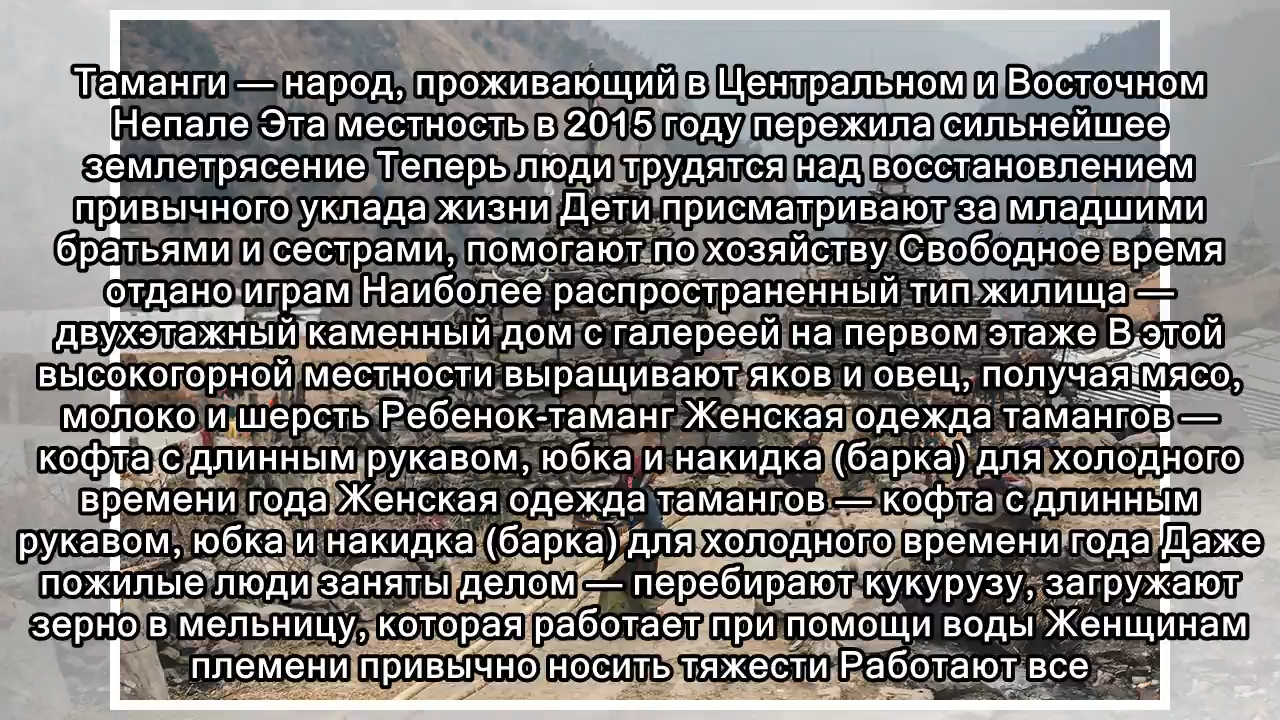 Таманги — народ, проживающий в Центральном и Восточном
Непале Эта местность в 2015 году пережила сильнейшее
землетрясение Теперь люди трудятся над восстановлением
привычного уклада жизни Дети присматривают за младшими
братьями и сестрами, помогают по хозяйству Свободное время
отдано играм Наиболее распространенный тип жилища —
двухэтажный каменный дом с галереей на первом этаже В этой
высокогорной местности выращивают яков и овец, получая мясо,
молоко и шерсть Ребенок-таманг Женская одежда тамангов —
кофта с длинным рукавом, юбка и накидка (барка) для холодного
времени года Женская одежда тамангов — кофта с длинным
рукавом, юбка и накидка (барка) для холодного времени года Даже
пожилые люди заняты делом — перебирают кукурузу, загружают
зерно в мельницу, которая работает при помощи воды Женщинам
племени привычно носить тяжести Работают все